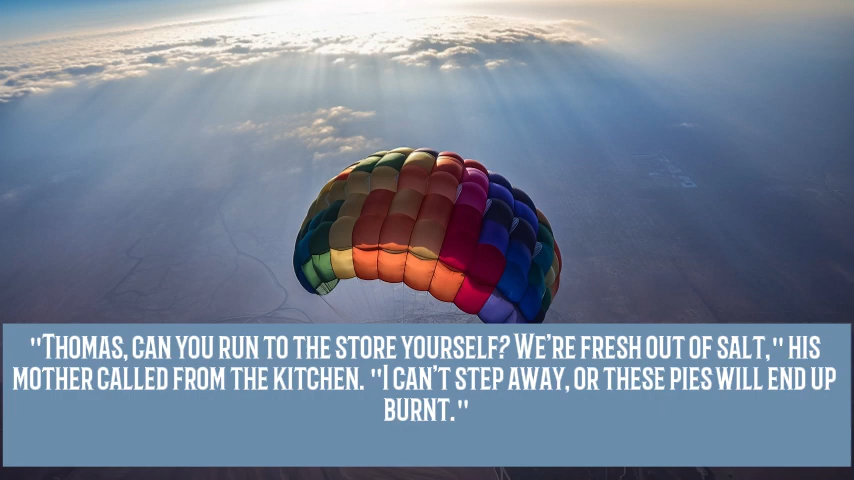 "Thomas, can you run to the store yourself? We're fresh out of salt," his
mother called from the kitchen. "I can't step away, or these pies will end up
burnt."